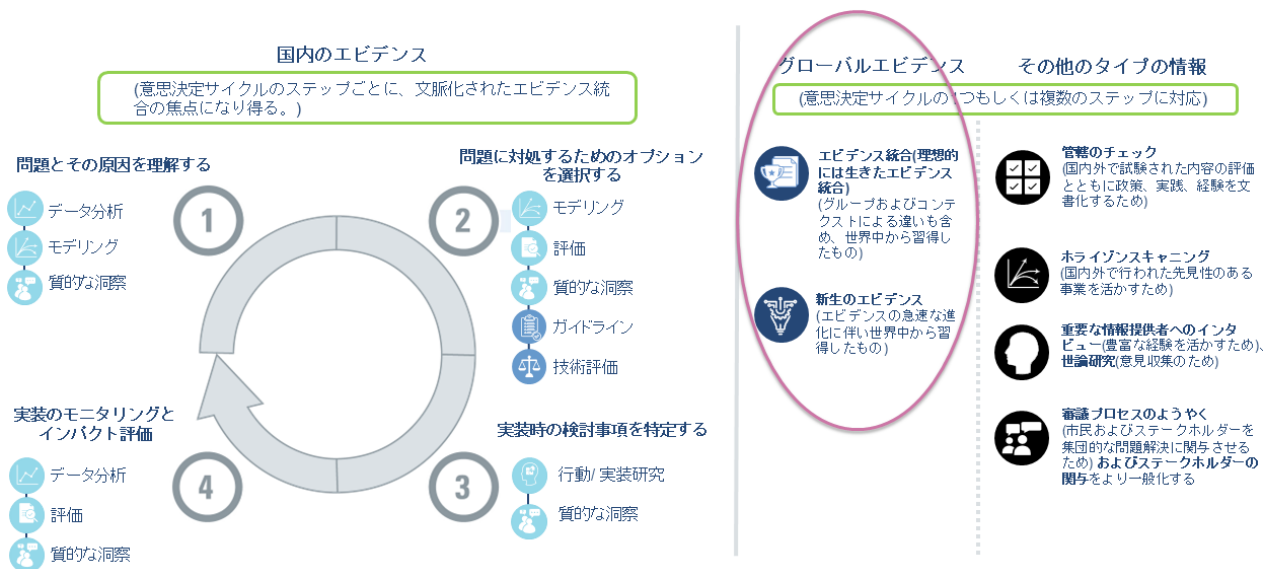 国内のエビデンス
(意思決定サイクルのステップごとに、文脈化されたエビデンス統
合の焦点になり得る。)
問題とその原因を理解する
1
データ分析
モデリング
質的な洞察
問題に対処するためのオプション
を選択する
2
モデリング
評価
質的な洞察
ガイドライン
技術評価
実装時の検討事項を特定する
3
行動/ 実装研究
質的な洞察
実装のモニタリングと
インパクト評価
4
データ分析
評価
質的な洞察
グローバルエビデンス
その他のタイプの情報
(意思決定サイクルの1つもしくは複数のステップに対応)
エビデンス統合(理想的
には生きたエビデンス
統合)
(グループおよびコンテ
クストによる違いも含
め、世界中から習得し
たもの)
新生のエビデンス
(エビデンスの急速な進
化に伴い世界中から習
得したもの)
管轄のチェック
(国内外で試験された内容の評価
とともに政策、実践、経験を文
書化するため)
ホライゾンスキャニング
(国内外で行われた先見性のある
事業を活かすため)
重要な情報提供者へのインタ
ビュー(豊富な経験を活かすため)、
世論研究(意見収集のため)
審議プロセスのようやく
(市民およびステークホルダーを
集団的な問題解決に関与させる
ため) およびステークホルダーの
関与をより一般化する